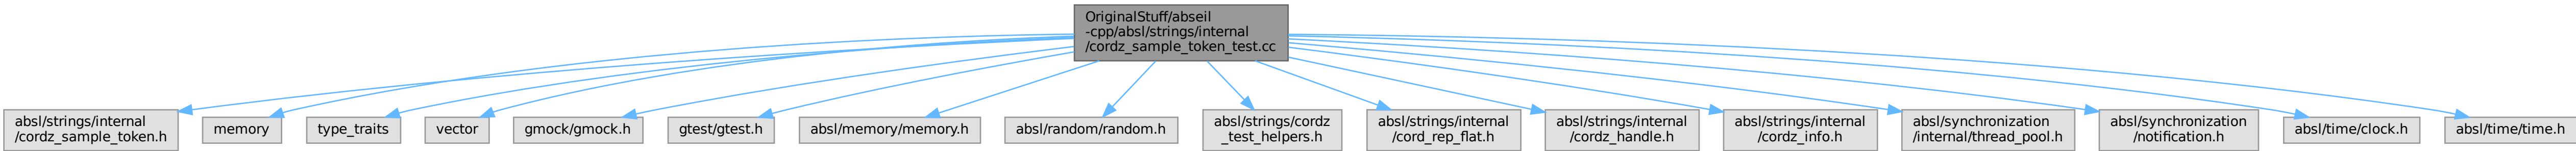 OriginalStuff/abseil
-cpp/absl/strings/internal
/cordz_sample_token_test.cc
absl/strings/internal
/cordz_sample_token.h
memory
type_traits
vector
gmock/gmock.h
gtest/gtest.h
absl/memory/memory.h
absl/random/random.h
absl/strings/cordz
_test_helpers.h
absl/strings/internal
/cord_rep_flat.h
absl/strings/internal
/cordz_handle.h
absl/strings/internal
/cordz_info.h
absl/synchronization
/internal/thread_pool.h
absl/synchronization
/notification.h
absl/time/clock.h
absl/time/time.h